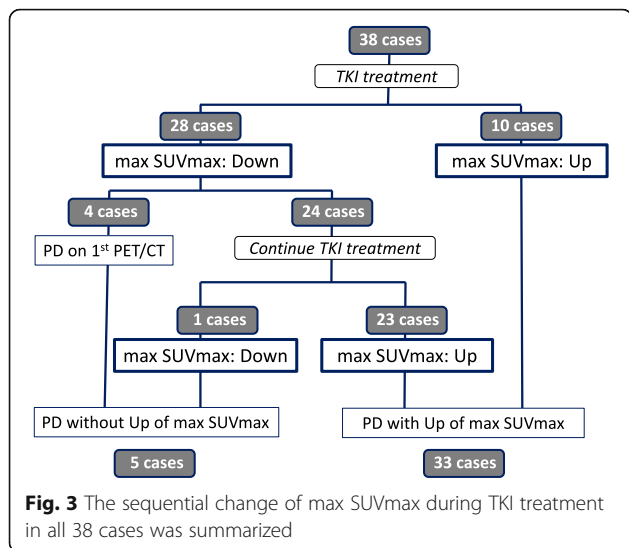 38 cases
TKI treatment
28 cases
10 cases
max SUVmax: Down
max SUVmax: Up
4 cases
24 cases
PD on 1st PET/CT
Continue TKI treatment
1 cases
23 cases
max SUVmax: Down
max SUVmax: Up
PD without Up of max SUVmax
PD with Up of max SUVmax
5 cases
33 cases
Fig. 3 The sequential change of max SUVmax during TKI treatment
in all 38 cases was summarized